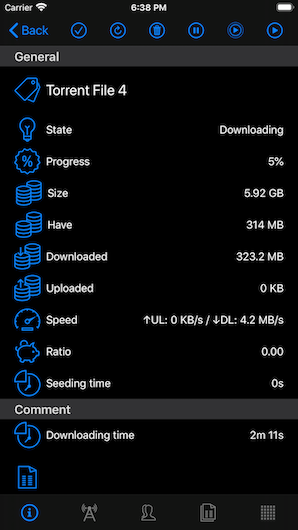 Carrier 6:38 PM
Back
General
Torrent File 4
State Downloading
Progress 5%
Size 5.92 GB
Have 314 MB
Downloaded 323.2 MB
Uploaded 0 KB
Speed ↑UL: 0 KB/s / ↓DL: 4.2 MB/s
Ratio 0.00
Seeding time 0s
Comment
Downloading time 2m 11s